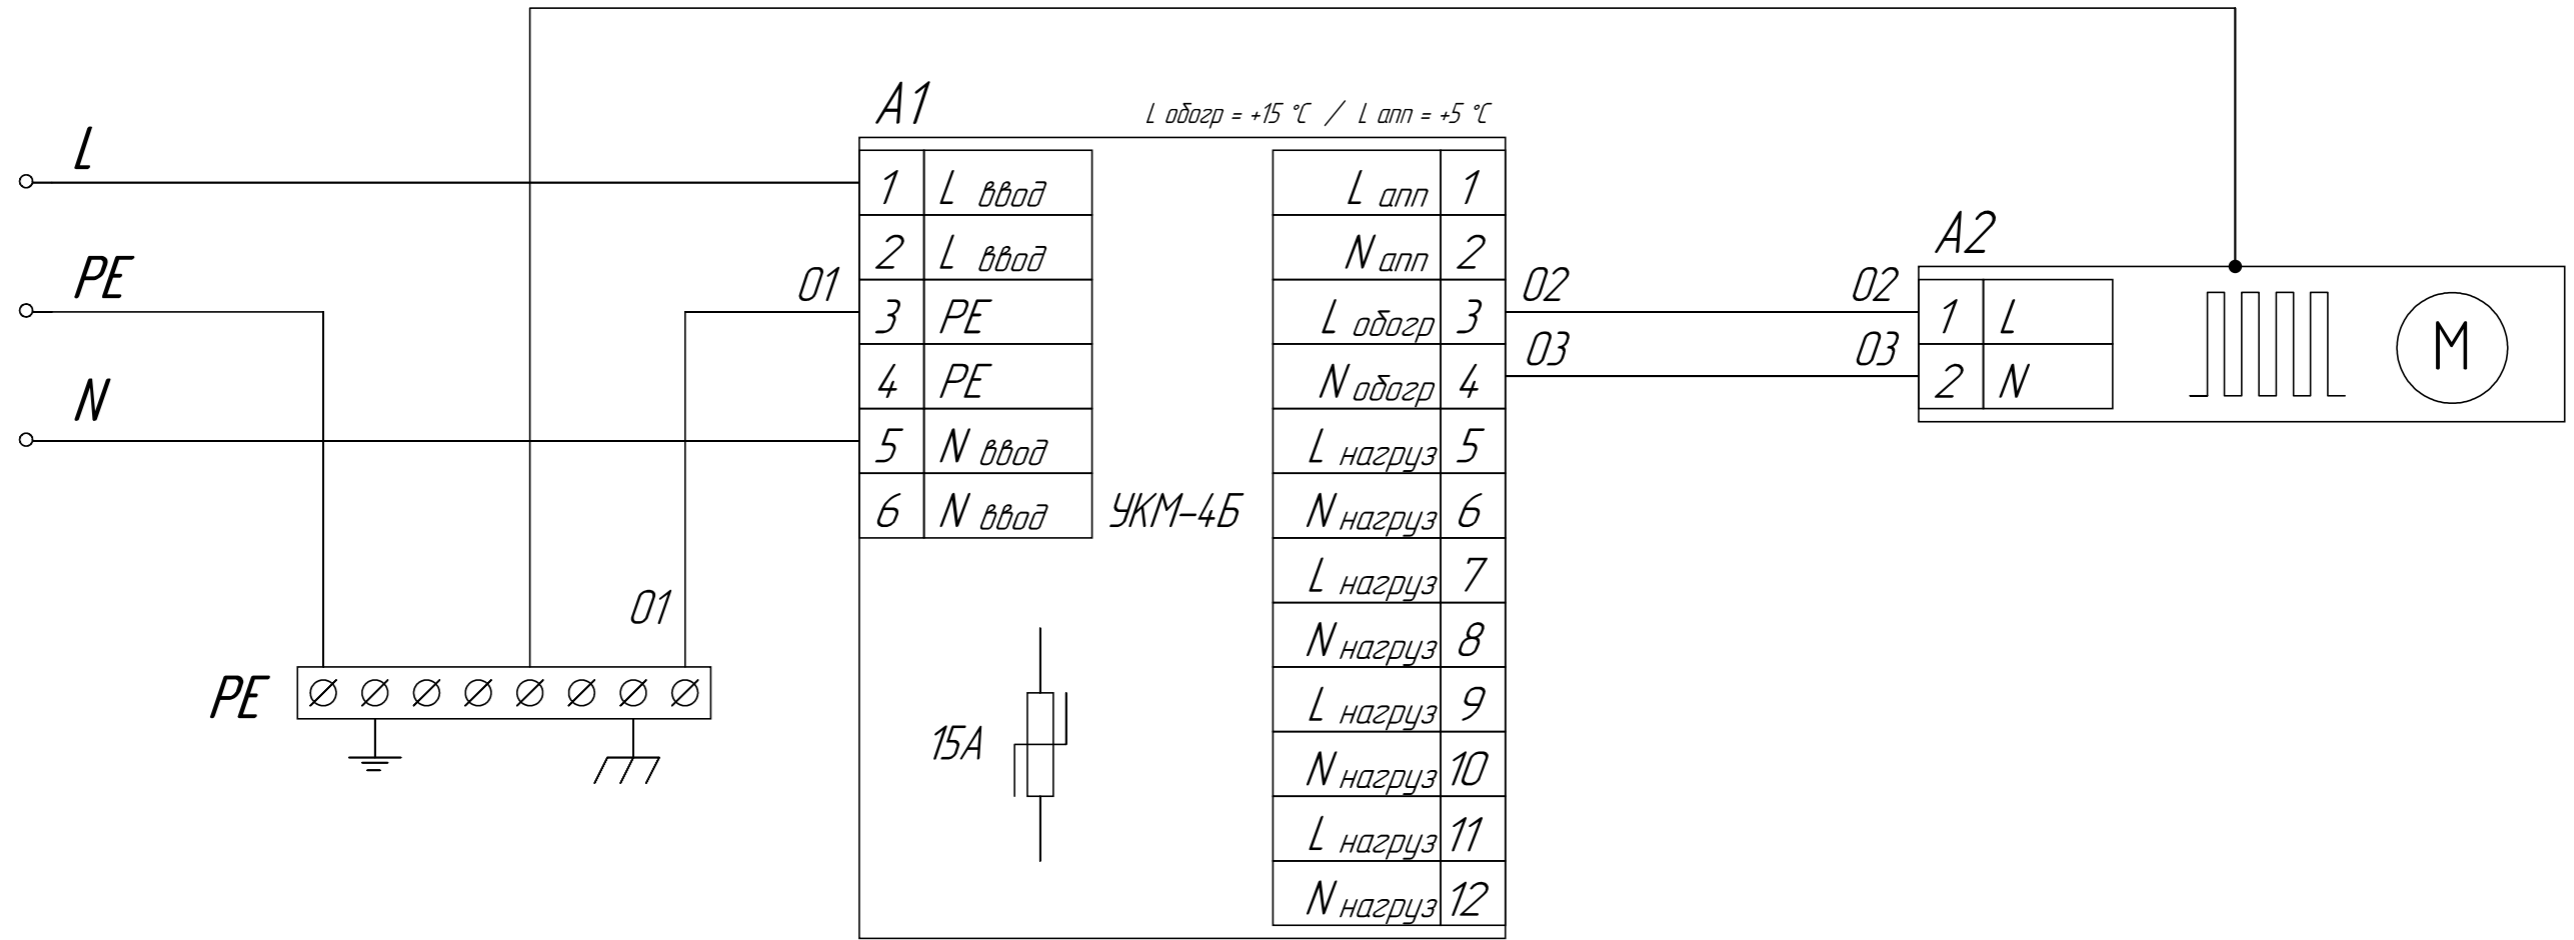 L
PE
N
A1
L обогр = +15 °C / L апп = +5 °C
1 L ввод
2 L ввод
3 PE
4 PE
5 N ввод
6 N ввод
УКМ-4Б
15A
L апп 1
N апп 2
L обогр 3
N обогр 4
L нагруз 5
N нагруз 6
L нагруз 7
N нагруз 8
L нагруз 9
N нагруз 10
L нагруз 11
N нагруз 12
01
01
PE
02
02
03
03
A2
1 L
2 N
M